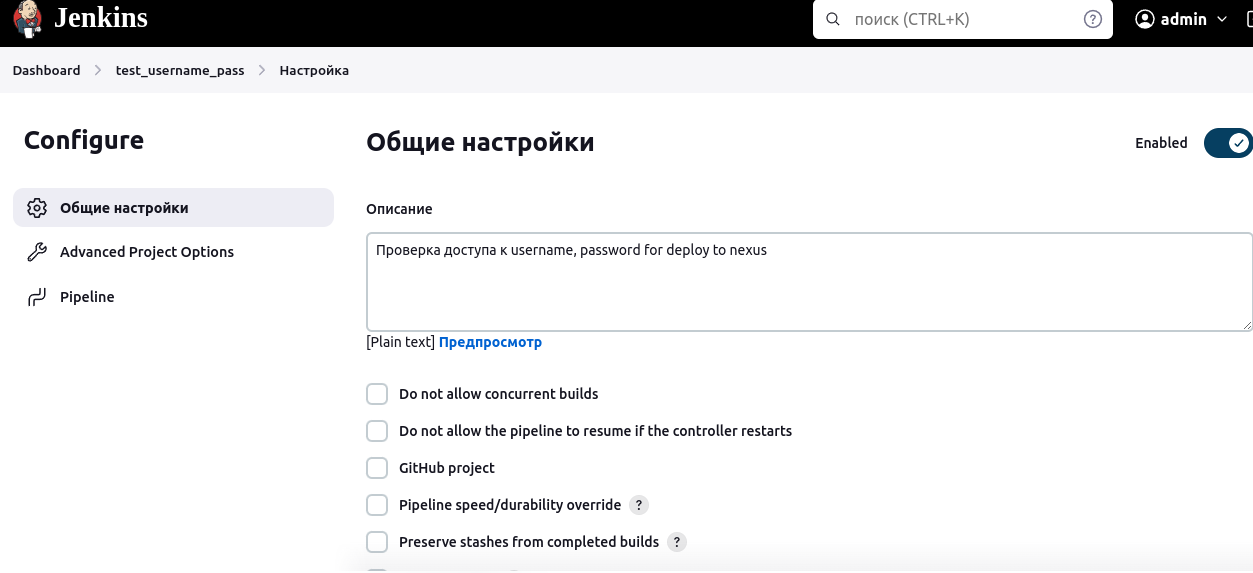 Jenkins
поиск (CTRL+K)
?
admin
Dashboard
test_username_pass
Настройка
Configure
Общие настройки
Advanced Project Options
Pipeline
Общие настройки
Enabled
Описание
Проверка доступа к username, password for deploy to nexus
[Plain text] Предпросмотр
Do not allow concurrent builds
Do not allow the pipeline to resume if the controller restarts
GitHub project
Pipeline speed/durability override ?
Preserve stashes from completed builds ?